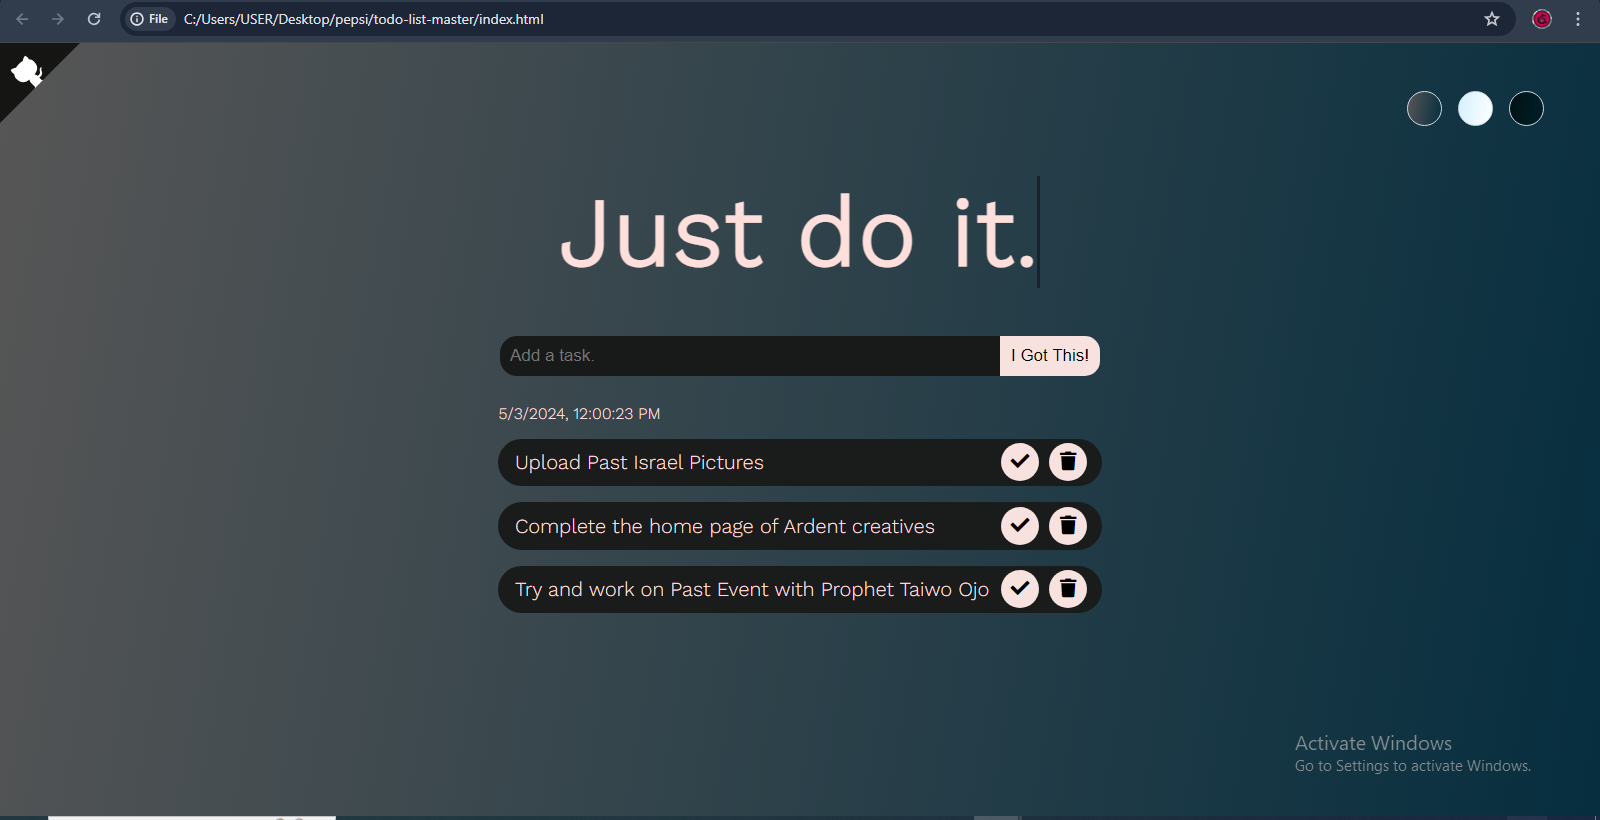 File C:/Users/USER/Desktop/pepsi/todo-list-master/index.html
Just do it.
Add a task. I Got This!
5/3/2024, 12:00:23 PM
Upload Past Israel Pictures
Complete the home page of Ardent creatives
Try and work on Past Event with Prophet Taiwo Ojo
Activate Windows
Go to Settings to activate Windows.